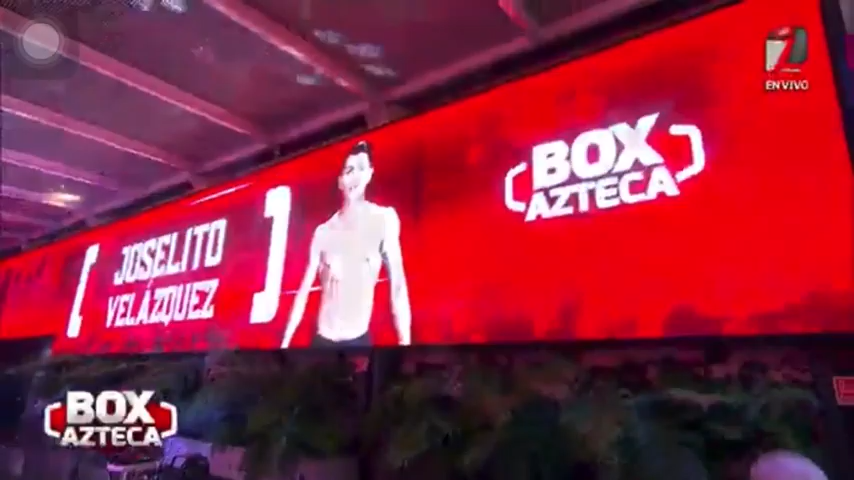 EN VIVO
BOX
AZTECA
JOSELITO
VELÁZQUEZ
BOX
AZTECA